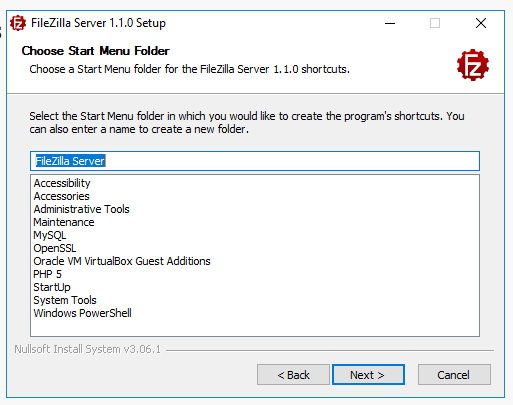 FileZilla Server 1.1.0 Setup
Choose Start Menu Folder
Choose a Start Menu folder for the FileZilla Server 1.1.0 shortcuts.
Fz
Select the Start Menu folder in which you would like to create the program's shortcuts. You
can also enter a name to create a new folder.
FileZilla Server
Accessibility
Accessories
Administrative Tools
Maintenance
MySQL
OpenSSL
Oracle VM VirtualBox Guest Additions
PHP 5
StartUp
System Tools
Windows PowerShell
Nullsoft Install System v3.06.1
< Back
Next >
Cancel